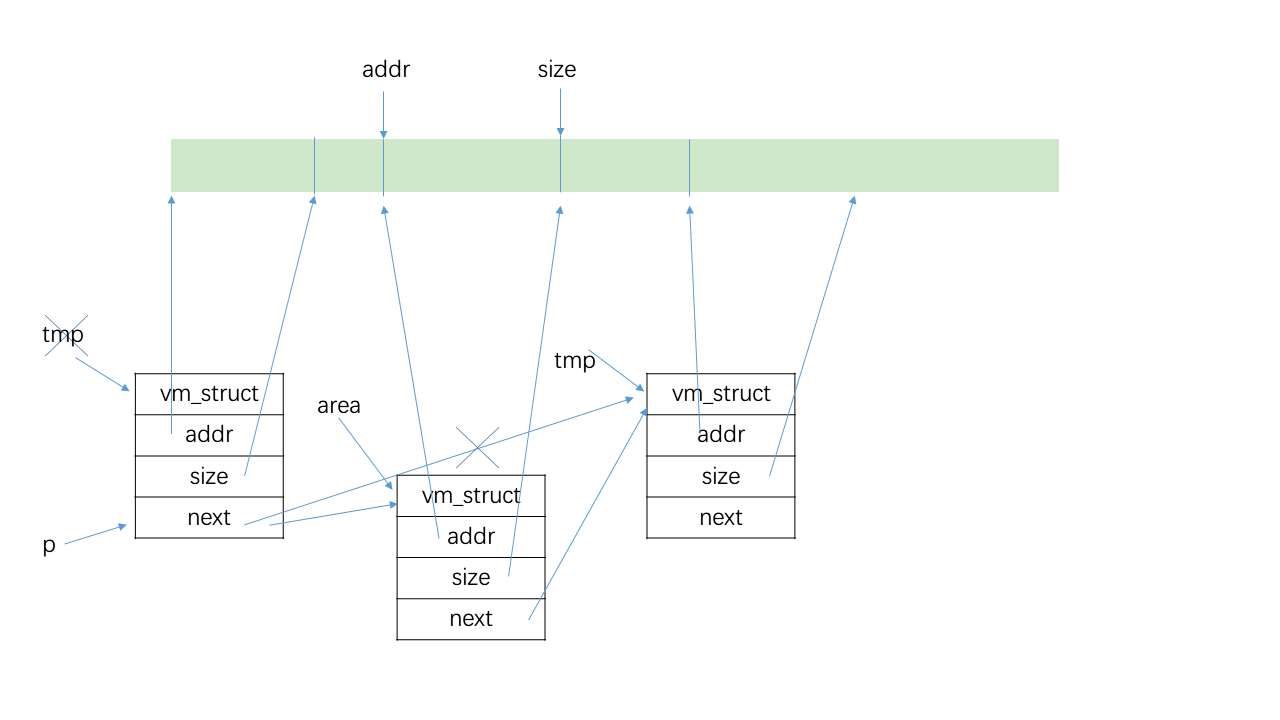 addr
size
tmp
vm_struct
addr
size
next
p
area
vm_struct
addr
size
next
tmp
vm_struct
addr
size
next